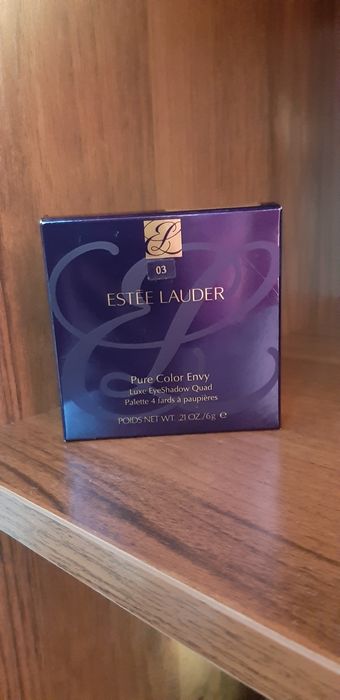 EL
03
ESTĒE LAUDER
Pure Color Envy
Luxe EyeShadow Quad
Palette 4 fards à paupières
POIDS NET WT. .21 OZ./6g e